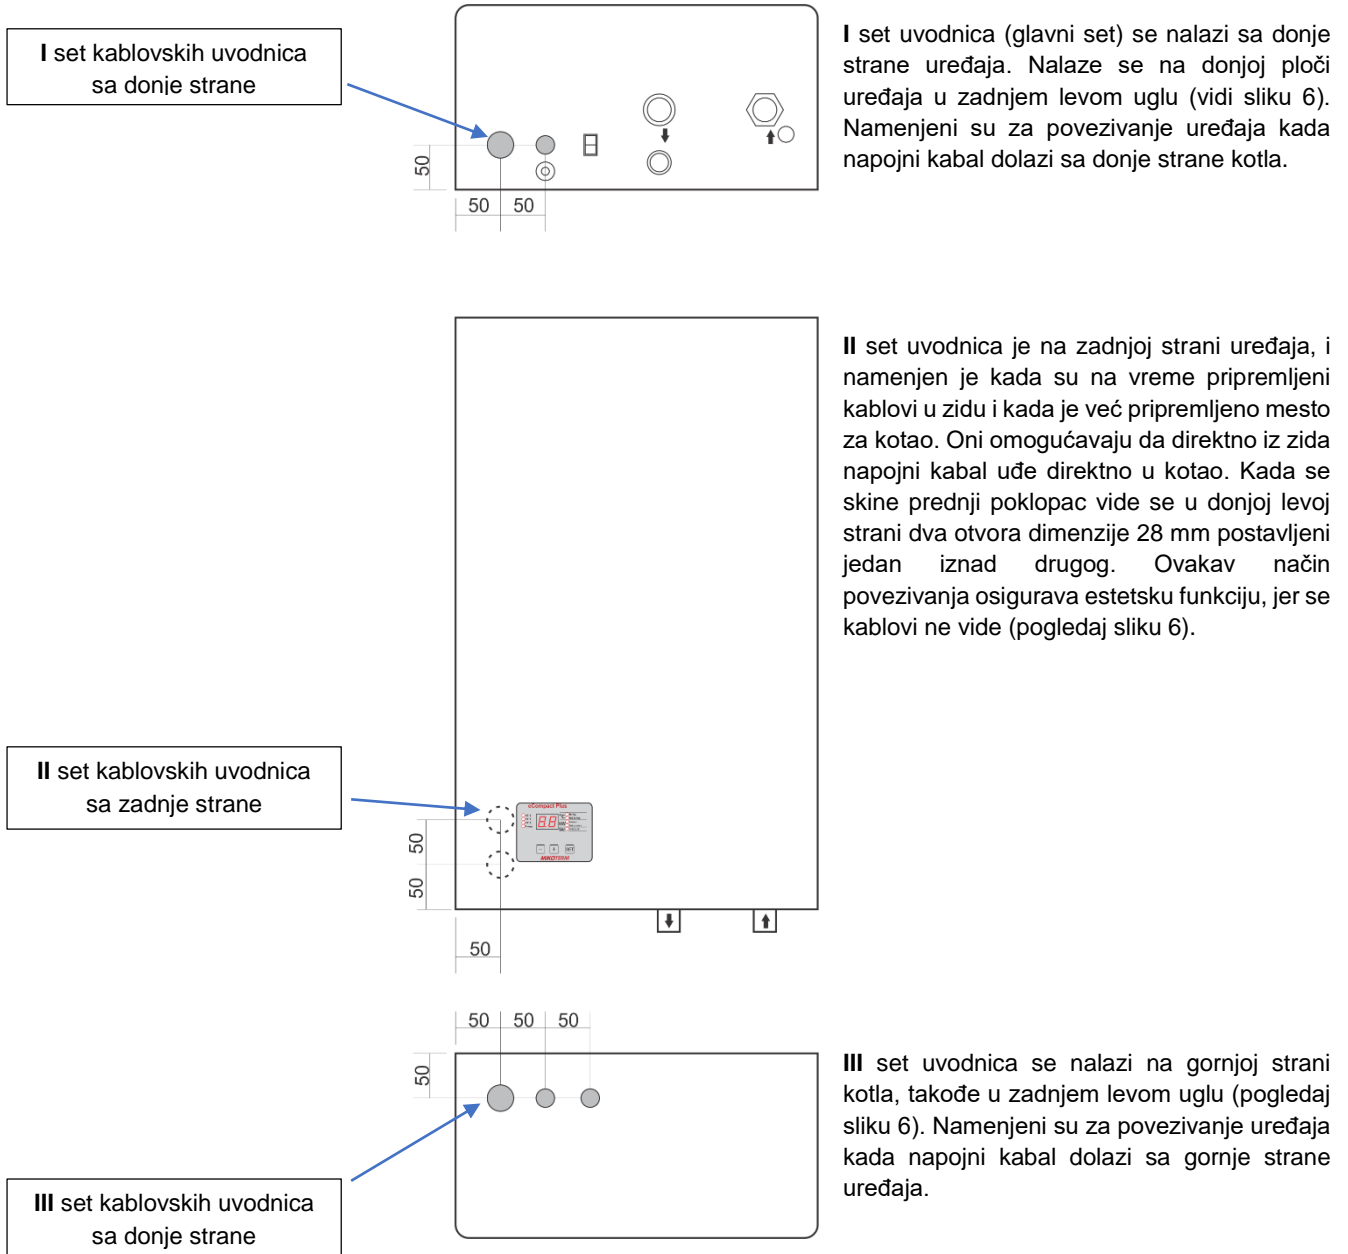 I set kablovskih uvodnica
sa donje strane
50
50 50
I set uvodnica (glavni set) se nalazi sa donje
strane uređaja. Nalaze se na donjoj ploči
uređaja u zadnjem levom uglu (vidi sliku 6).
Namenjeni su za povezivanje uređaja kada
napojni kabal dolazi sa donje strane kotla.
II set uvodnica je na zadnjoj strani uređaja, i
namenjen je kada su na vreme pripremljeni
kablovi u zidu i kada je već pripremljeno mesto
za kotao. Oni omogućavaju da direktno iz zida
napojni kabal uđe direktno u kotao. Kada se
skine prednji poklopac vide se u donjoj levoj
strani dva otvora dimenzije 28 mm postavljeni
jedan iznad drugog. Ovakav način
povezivanja osigurava estetsku funkciju, jer se
kablovi ne vide (pogledaj sliku 6).
II set kablovskih uvodnica
sa zadnje strane
eCompact Plus
88
MIKOTERM
50
50
50
50 50 50
50
III set kablovskih uvodnica
sa donje strane
III set uvodnica se nalazi na gornjoj strani
kotla, takođe u zadnjem levom uglu (pogledaj
sliku 6). Namenjeni su za povezivanje uređaja
kada napojni kabal dolazi sa gornje strane
uređaja.